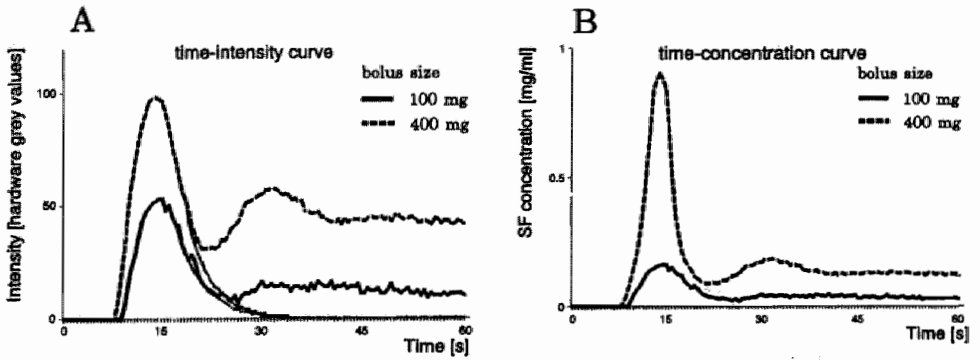 A
time-intensity curve
bolus size
100 mg
400 mg
Intensity [hardware grey values]
100
50
0
0
15
30
45
60
Time [s]
B
time-concentration curve
bolus size
100 mg
400 mg
SF concentration [mg/ml]
1
0.5
0
0
15
30
45
60
Time [s]